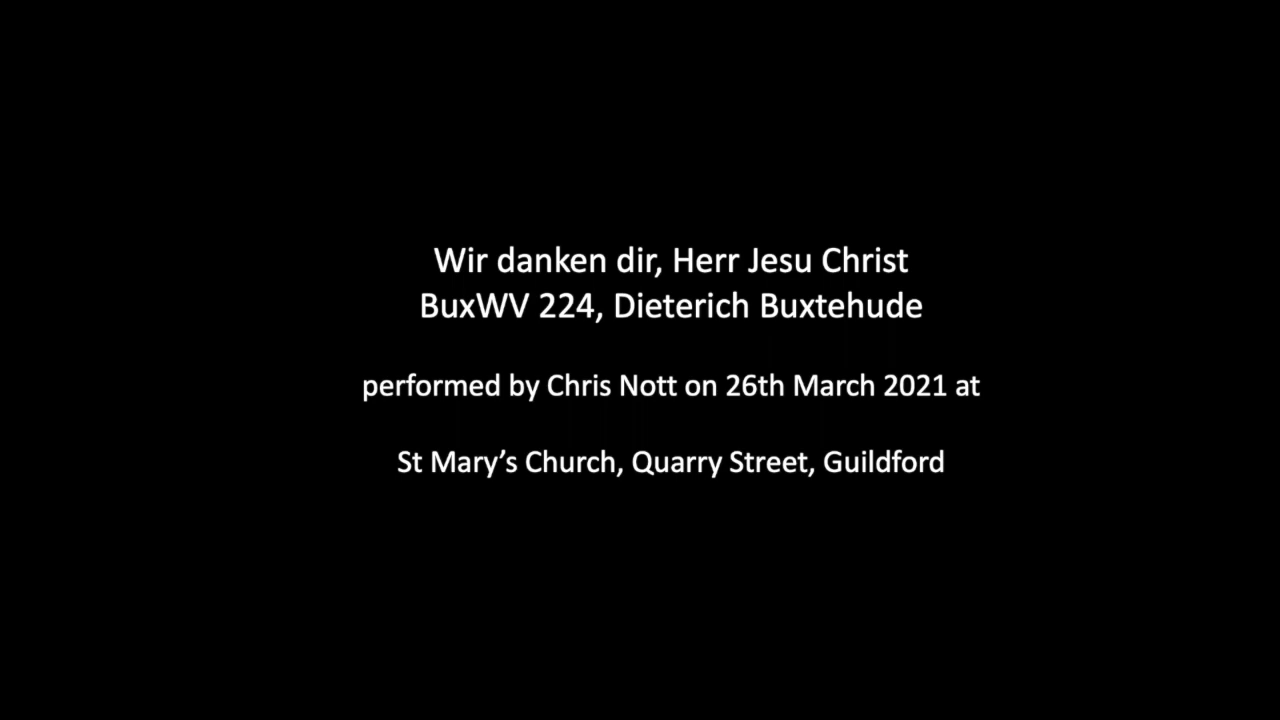 Wir danken dir, Herr Jesu Christ
BuxWV 224, Dieterich Buxtehude
performed by Chris Nott on 26th March 2021 at
St Mary’s Church, Quarry Street, Guildford